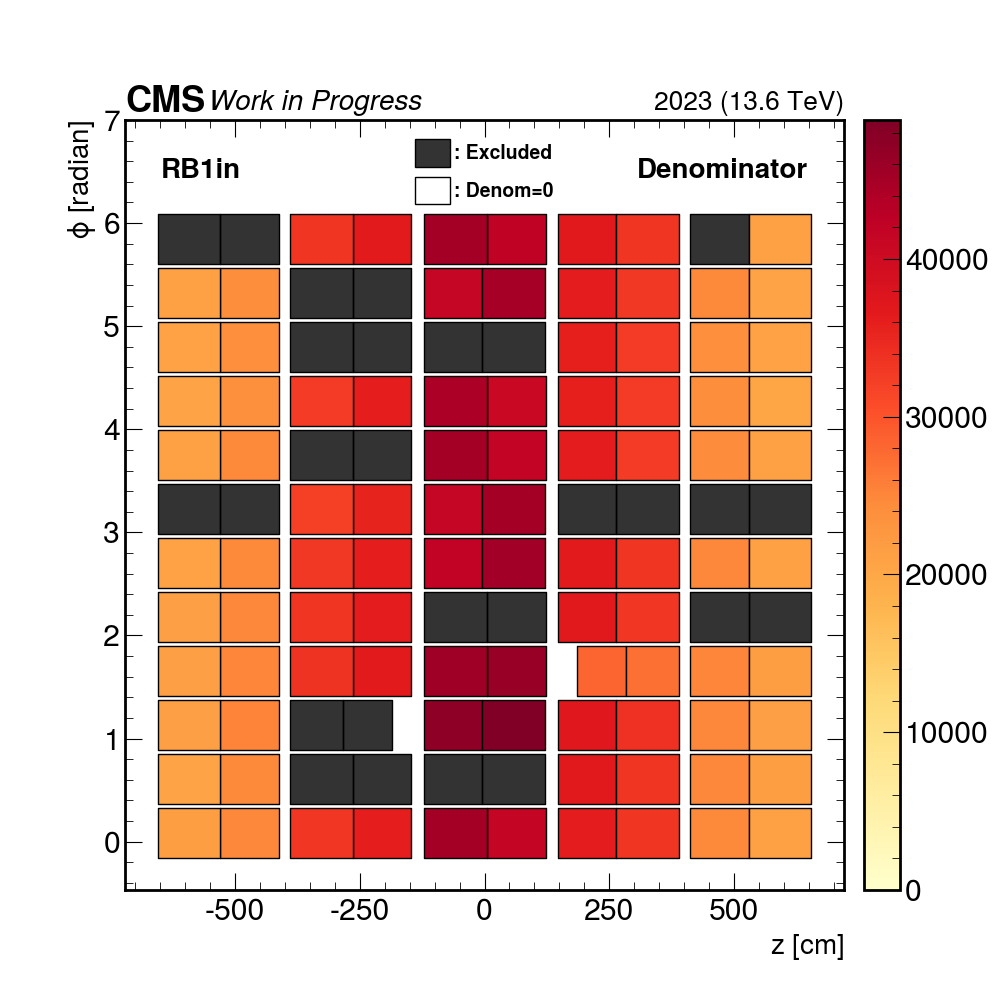 CMS Work in Progress 2023 (13.6 TeV)
ϕ [radian]
RB1in
: Excluded
: Denom=0
Denominator
7
6
5
4
3
2
1
0
-500 -250 0 250 500
z [cm]
40000
30000
20000
10000
0